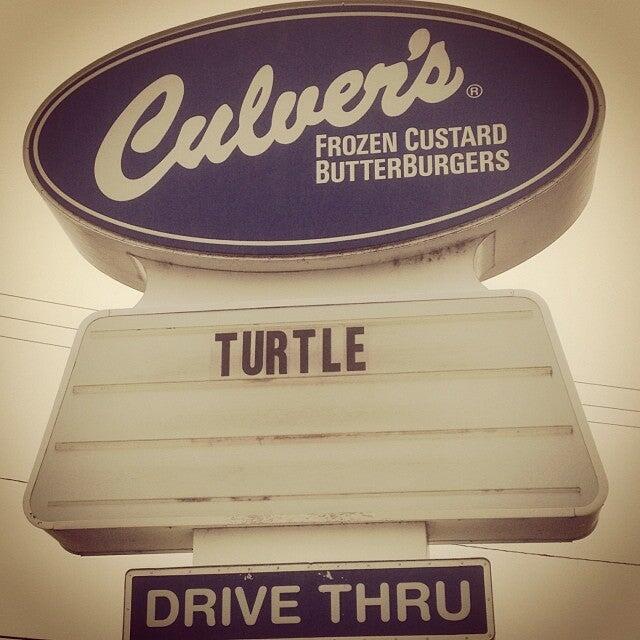 Culver's®
FROZEN CUSTARD
BUTTERBURGERS
TURTLE
DRIVE THRU